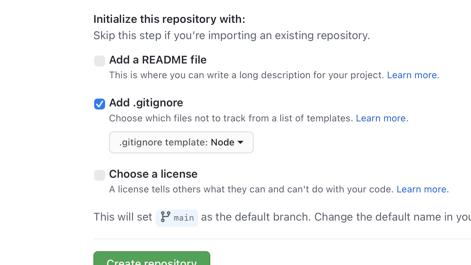 Initialize this repository with:
Skip this step if you're importing an existing repository.
Add a README file
This is where you can write a long description for your project. Learn more.
Add .gitignore
Choose which files not to track from a list of templates. Learn more.
.gitignore template: Node
Choose a license
A license tells others what they can and can't do with your code. Learn more.
This will set main as the default branch. Change the default name in you
Create repository